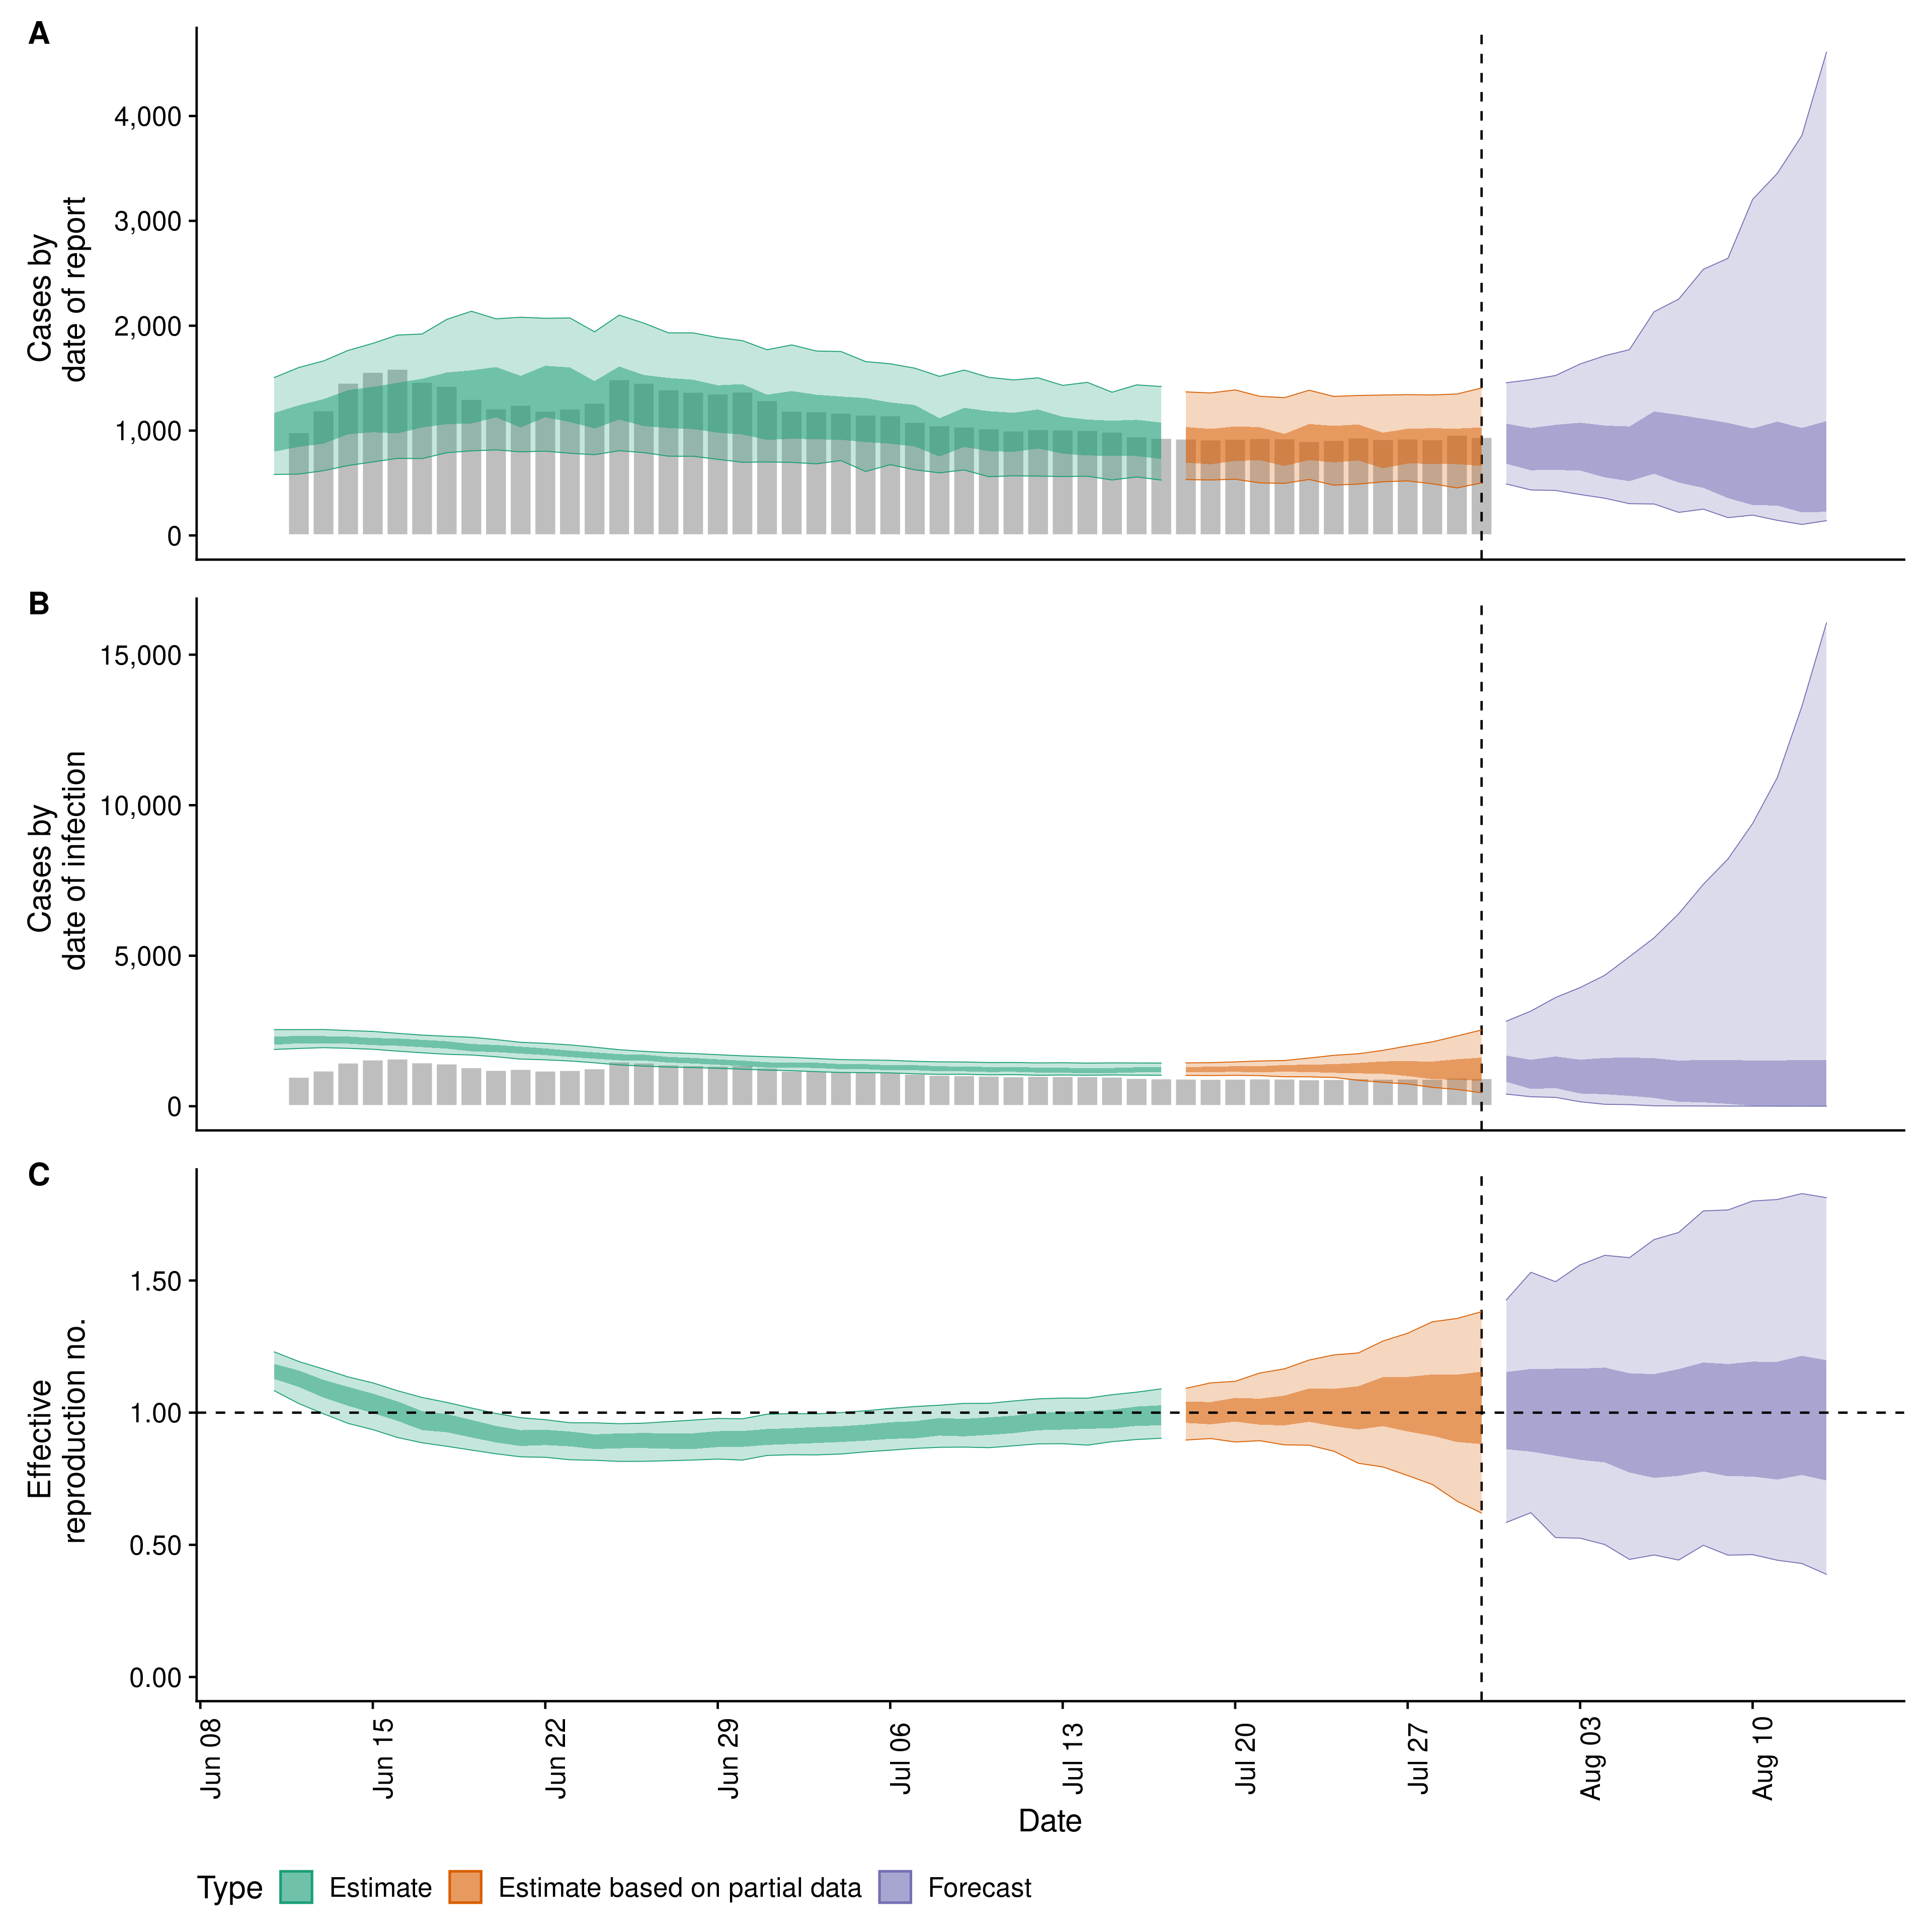 A
Cases by
date of report
4,000
3,000
2,000
1,000
0
B
Cases by
date of infection
15,000
10,000
5,000
0
C
Effective
reproduction no.
1.50
1.00
0.50
0.00
Jun 08
Jun 15
Jun 22
Jun 29
Jul 06
Jul 13
Jul 20
Jul 27
Aug 03
Aug 10
Date
Type
Estimate
Estimate based on partial data
Forecast